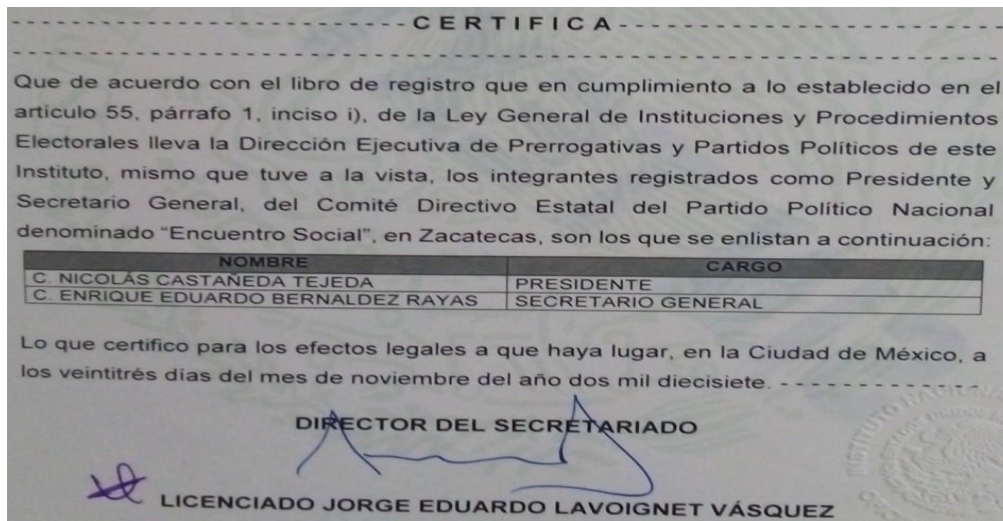 -------------------------CERTIFICA-------------------------
-----------------------------------------------------------
Que de acuerdo con el libro de registro que en cumplimiento a lo establecido en el
artículo 55, párrafo 1, inciso i), de la Ley General de Instituciones y Procedimientos
Electorales lleva la Dirección Ejecutiva de Prerrogativas y Partidos Políticos de este
Instituto, mismo que tuve a la vista, los integrantes registrados como Presidente y
Secretario General, del Comité Directivo Estatal del Partido Político Nacional
denominado “Encuentro Social”, en Zacatecas, son los que se enlistan a continuación:
NOMBRE CARGO
C. NICOLÁS CASTAÑEDA TEJEDA PRESIDENTE
C. ENRIQUE EDUARDO BERNALDEZ RAYAS SECRETARIO GENERAL
Lo que certifico para los efectos legales a que haya lugar, en la Ciudad de México, a
los veintitrés días del mes de noviembre del año dos mil diecisiete. - - - - - - - - - - - -
DIRECTOR DEL SECRETARIADO
LICENCIADO JORGE EDUARDO LAVOIGNET VÁSQUEZ